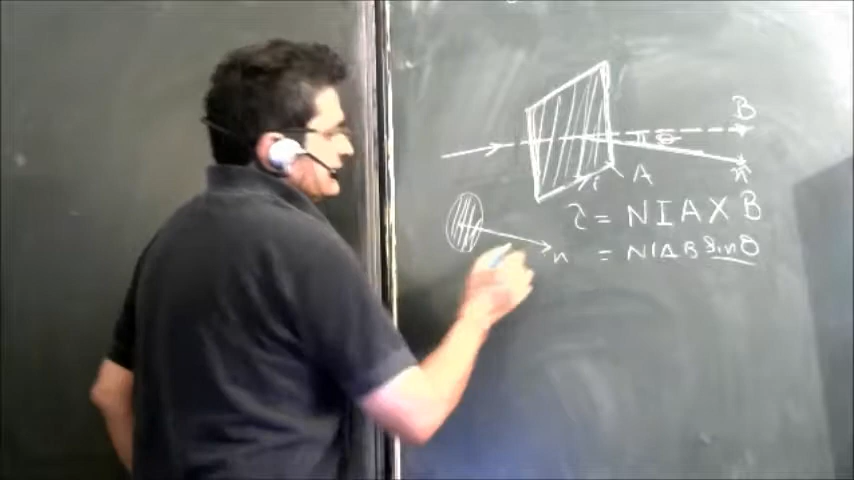 B
θ
n
i
A
τ = NIA X B
n = NIAB sinθ